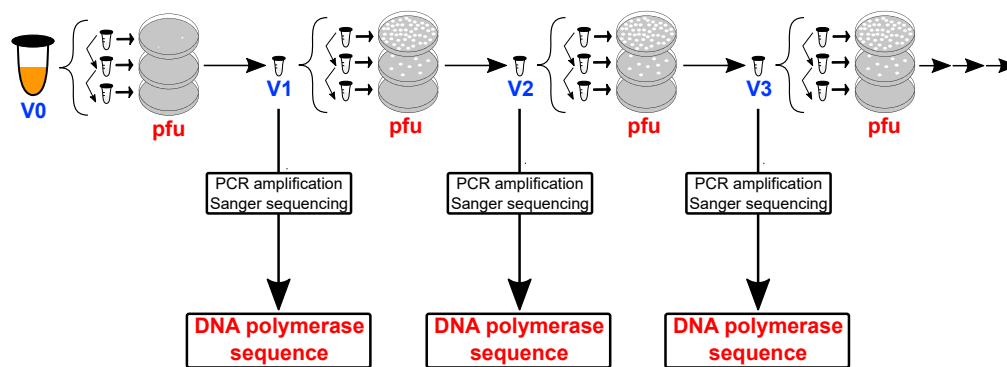 V0
pfu
V1
pfu
V2
pfu
V3
pfu
PCR amplification
Sanger sequencing
PCR amplification
Sanger sequencing
PCR amplification
Sanger sequencing
DNA polymerase
sequence
DNA polymerase
sequence
DNA polymerase
sequence